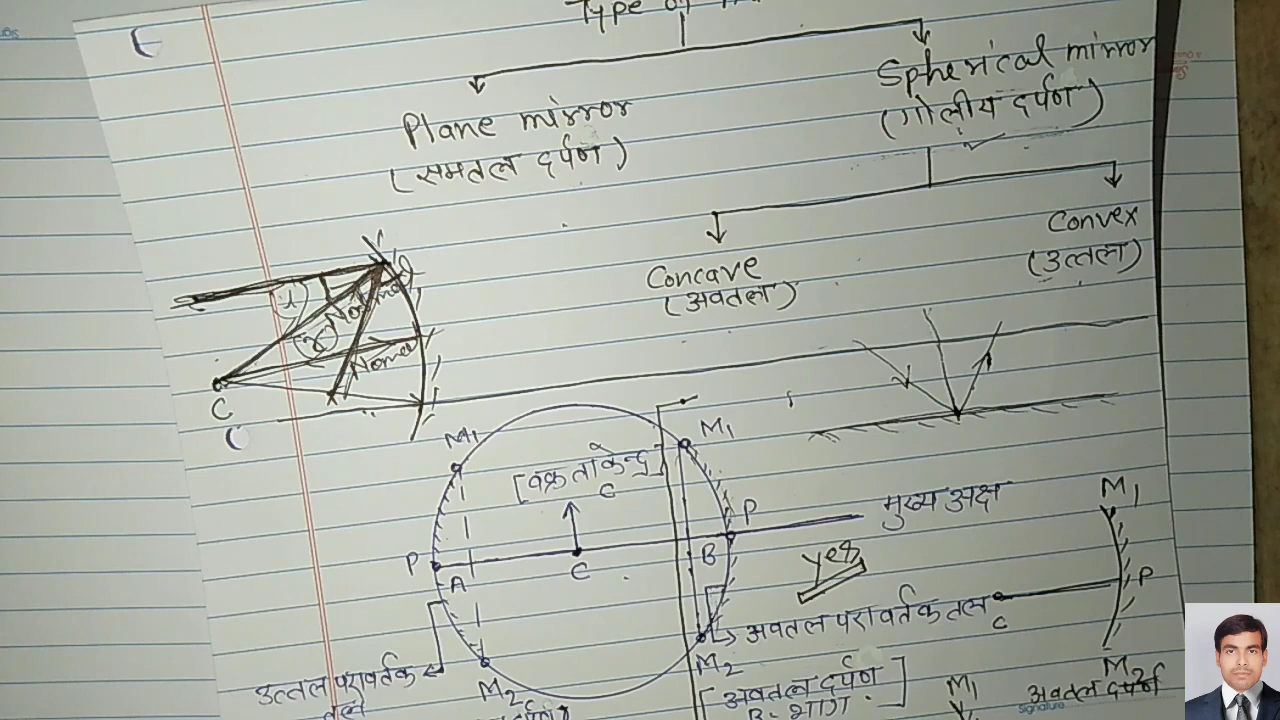 Type of
Plane mirror
(समतल दर्पण)
Spherical mirror
(गोलीय दर्पण)
Concave
(अवतल)
Convex
(उत्तल)
Normal
Normal
C
M1
M1
[वक्रता केन्द्र]
C
P
A
C
B
P
मुख्य अक्ष
yes
अवतल परावर्तक तल
M2
M2
उत्तल परावर्तक
तल
[अवतल दर्पण]
B- भाग
M1
P
C
M2
अवतल दर्पण
M1
Signature